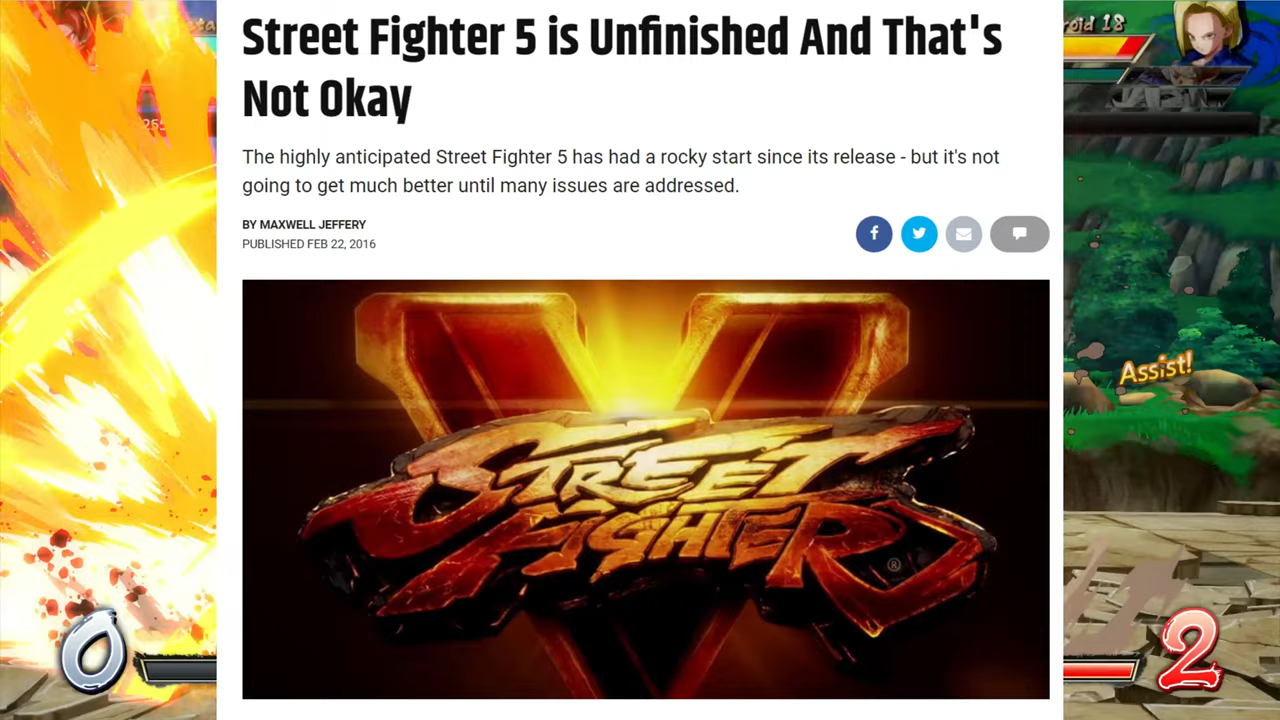 Street Fighter 5 is Unfinished And That's
Not Okay
The highly anticipated Street Fighter 5 has had a rocky start since its release - but it's not
going to get much better until many issues are addressed.
BY MAXWELL JEFFERY
PUBLISHED FEB 22, 2016
STREET
FIGHTER
®
V
18
255
Assist!
0
2